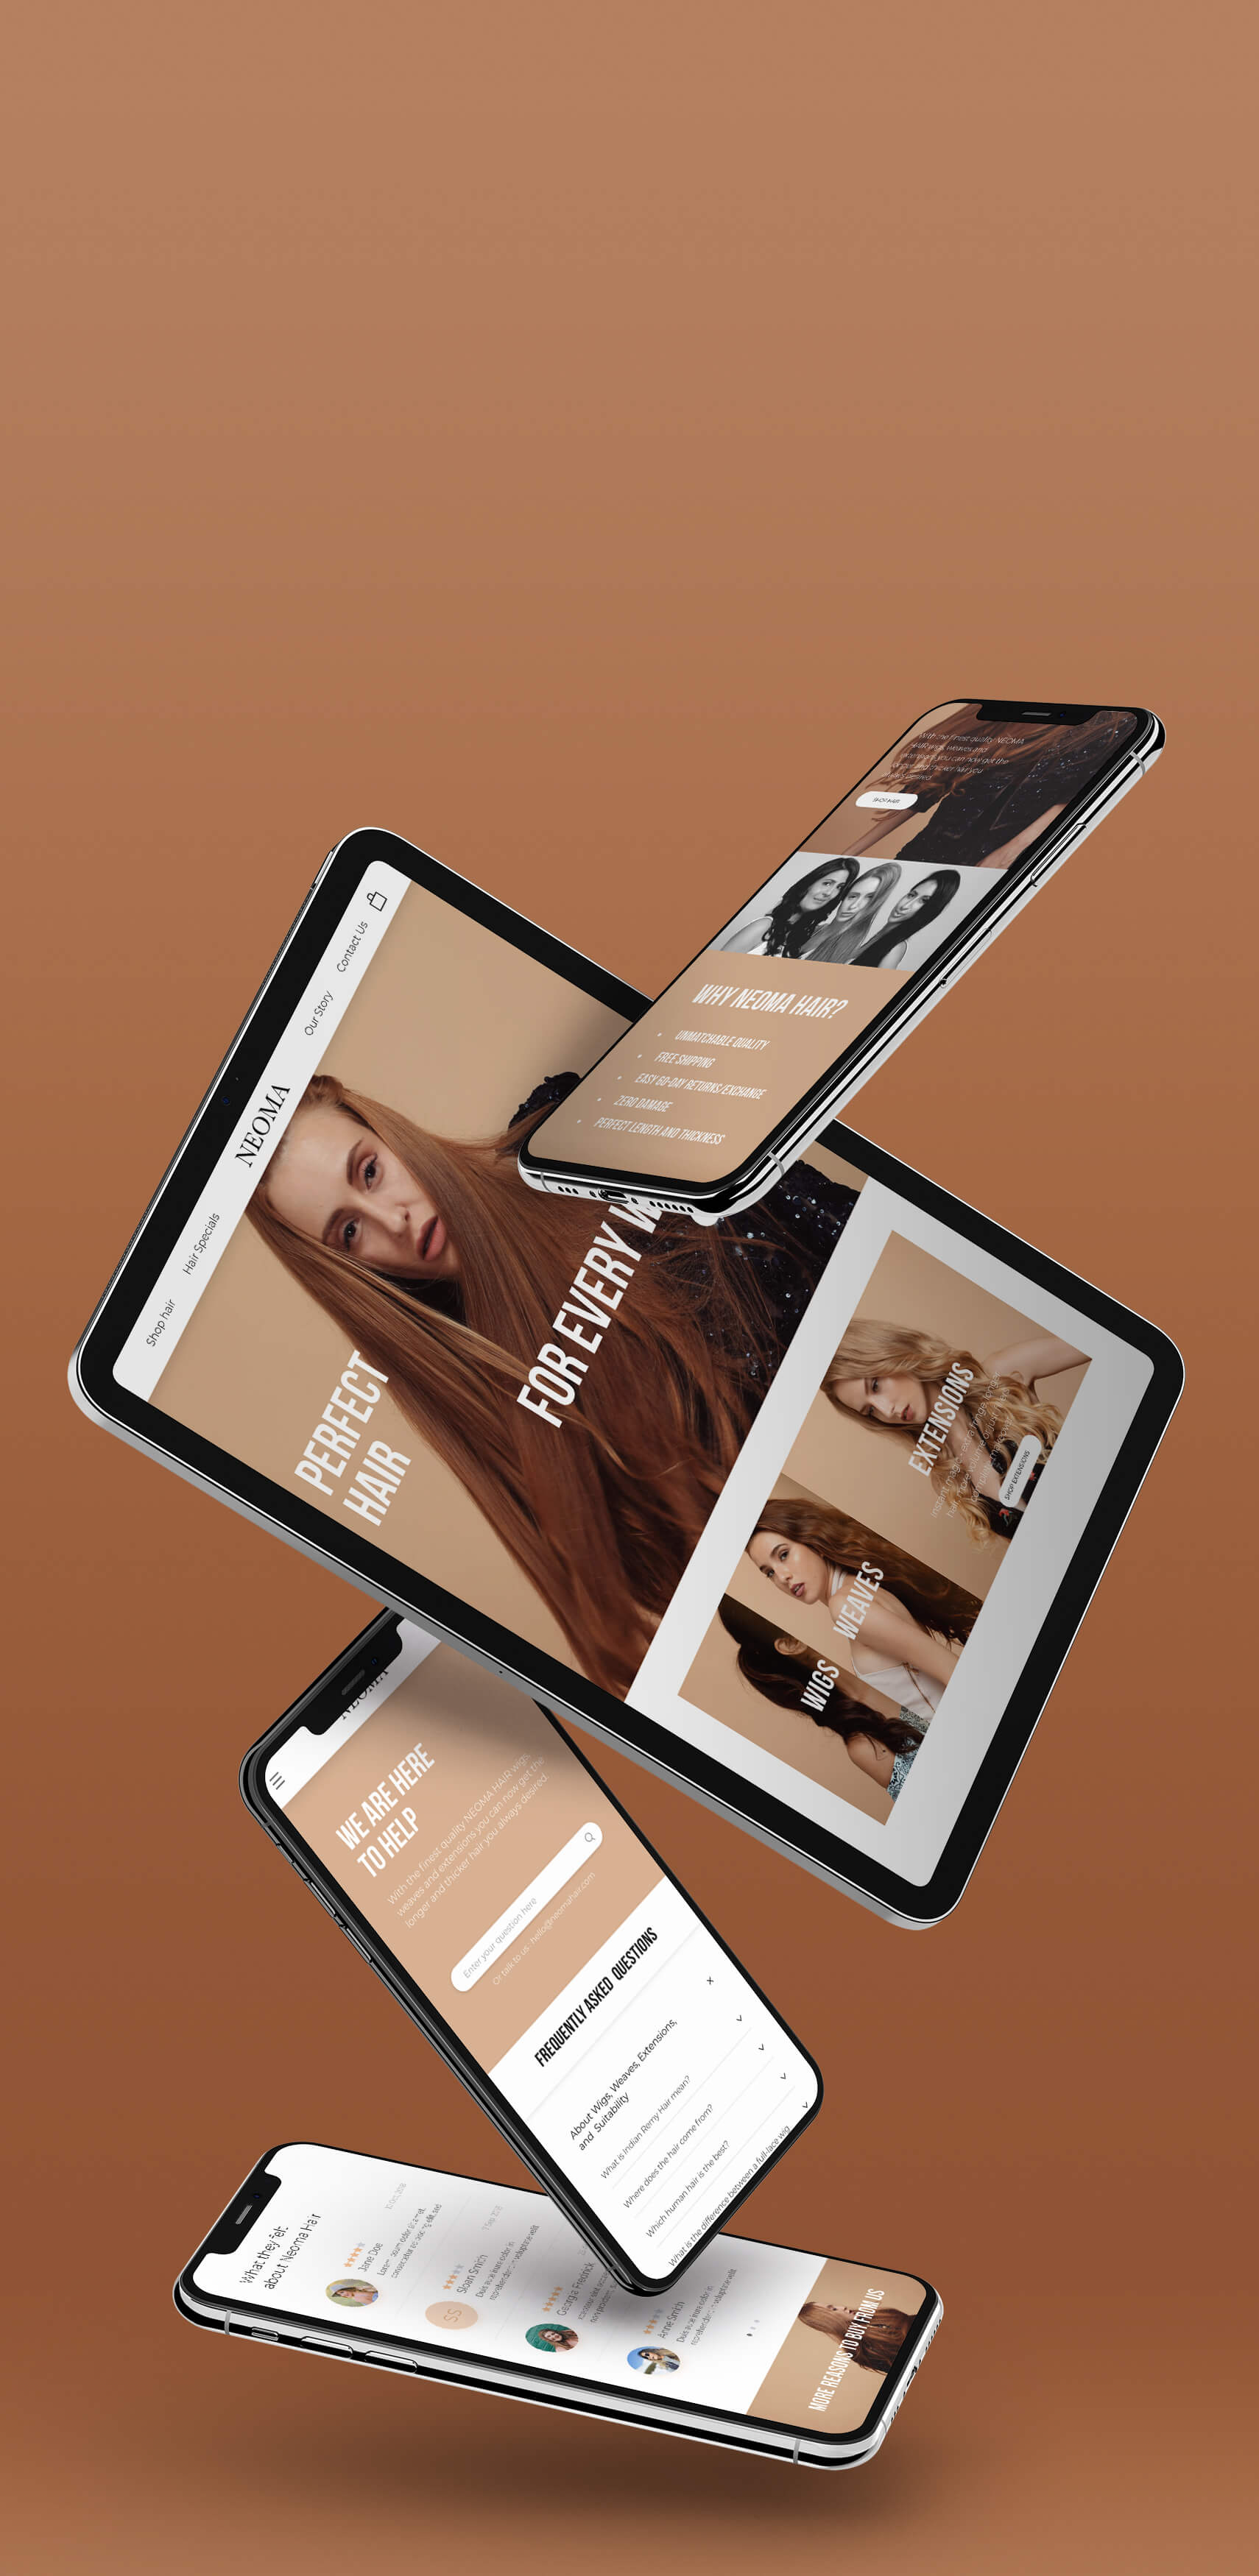 With the finest quality NEOMA
HAIR wigs, weaves and
extensions you can now get the
longer and thicker hair you
always desired.
SHOP HAIR
WHY NEOMA HAIR?
UNMATCHABLE QUALITY
FREE SHIPPING
EASY 60-DAY RETURNS/EXCHANGE
ZERO DAMAGE
PERFECT LENGTH AND THICKNESS
Shop hair
Hair Specials
NEOMA
Our Story
Contact Us
PERFECT
HAIR
FOR EVERY
WIGS
WEAVES
EXTENSIONS
SHOP EXTENSIONS
NEOMA
WE ARE HERE
TO HELP
With the finest quality NEOMA HAIR wigs,
weaves and extensions you can now get the
longer and thicker hair you always desired.
Enter your question here
Or talk to us : hello@neomahair.com
FREQUENTLY ASKED QUESTIONS
About Wigs, Weaves, Extensions,
and Suitability
What is Indian Remy Hair mean?
Where does the hair come from?
Which human hair is the best?
What is the difference between a full-lace wig
What they felt
about Neoma Hair
Jane Doe
SS
Sloan Smith
Georgia Fredrick
Anne Smith
MORE REASONS TO BUY FROM US